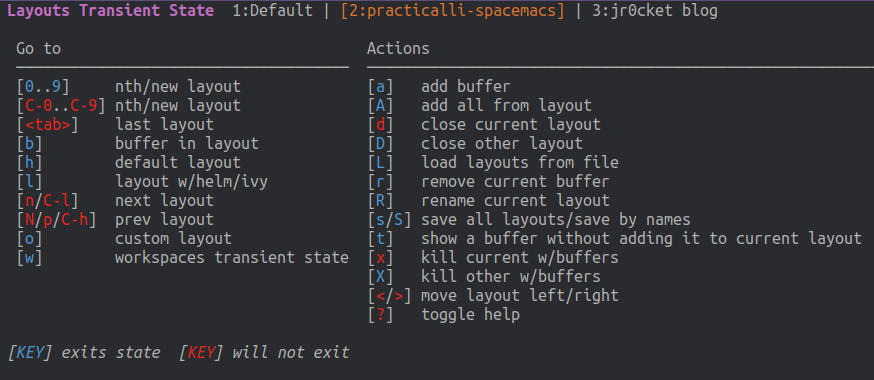 Layouts Transient State  1:Default | [2:practicalli-spacemacs] | 3:jr0cket blog
Go to                                  Actions
[0..9]     nth/new layout              [a]   add buffer
[C-0..C-9] nth/new layout              [A]   add all from layout
[<tab>]    last layout                 [d]   close current layout
[b]        buffer in layout            [D]   close other layout
[h]        default layout              [L]   load layouts from file
[l]        layout w/helm/ivy           [r]   remove current buffer
[n/C-l]    next layout                 [R]   rename current layout
[N/p/C-h]  prev layout                 [s/S] save all layouts/save by names
[o]        custom layout               [t]   show a buffer without adding it to current layout
[w]        workspaces transient state  [x]   kill current w/buffers
                                       [X]   kill other w/buffers
                                       [</>] move layout left/right
                                       [?]   toggle help
[KEY] exits state  [KEY] will not exit